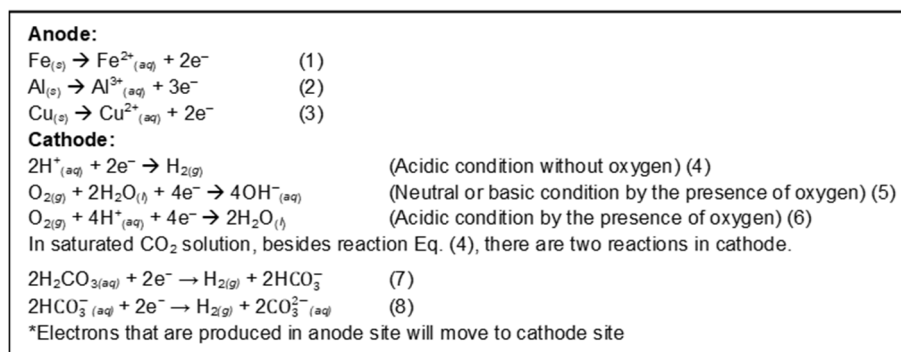 Anode:
Fe(s) → Fe²⁺(aq) + 2e⁻ (1)
Al(s) → Al³⁺(aq) + 3e⁻ (2)
Cu(s) → Cu²⁺(aq) + 2e⁻ (3)
Cathode:
2H⁺(aq) + 2e⁻ → H₂(g) (Acidic condition without oxygen) (4)
O₂(g) + 2H₂O(l) + 4e⁻ → 4OH⁻(aq) (Neutral or basic condition by the presence of oxygen) (5)
O₂(g) + 4H⁺(aq) + 4e⁻ → 2H₂O(l) (Acidic condition by the presence of oxygen) (6)
In saturated CO₂ solution, besides reaction Eq. (4), there are two reactions in cathode.
2H₂CO₃(aq) + 2e⁻ → H₂(g) + 2HCO₃⁻ (7)
2HCO₃⁻ (aq) + 2e⁻ → H₂(g) + 2CO₃²⁻ (aq) (8)
*Electrons that are produced in anode site will move to cathode site